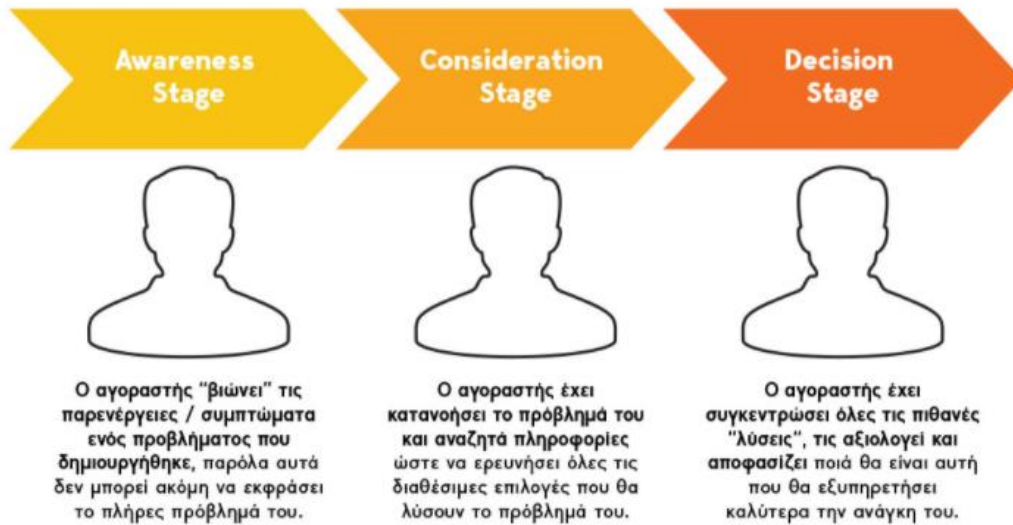 Awareness
Stage
Consideration
Stage
Decision
Stage
Ο αγοραστής "βιώνει" τις
παρενέργειες / συμπτώματα
ενός προβλήματος που
δημιουργήθηκε, παρόλα αυτά
δεν μπορεί ακόμη να εκφράσει
το πλήρες πρόβλημά του.
Ο αγοραστής έχει
κατανοήσει το πρόβλημά του
και αναζητά πληροφορίες
ώστε να ερευνήσει όλες τις
διαθέσιμες επιλογές που θα
λύσουν το πρόβλημά του.
Ο αγοραστής έχει
συγκεντρώσει όλες τις πιθανές
"λύσεις", τις αξιολογεί και
αποφασίζει ποιά θα είναι αυτή
που θα εξυπηρετήσει
καλύτερα την ανάγκη του.